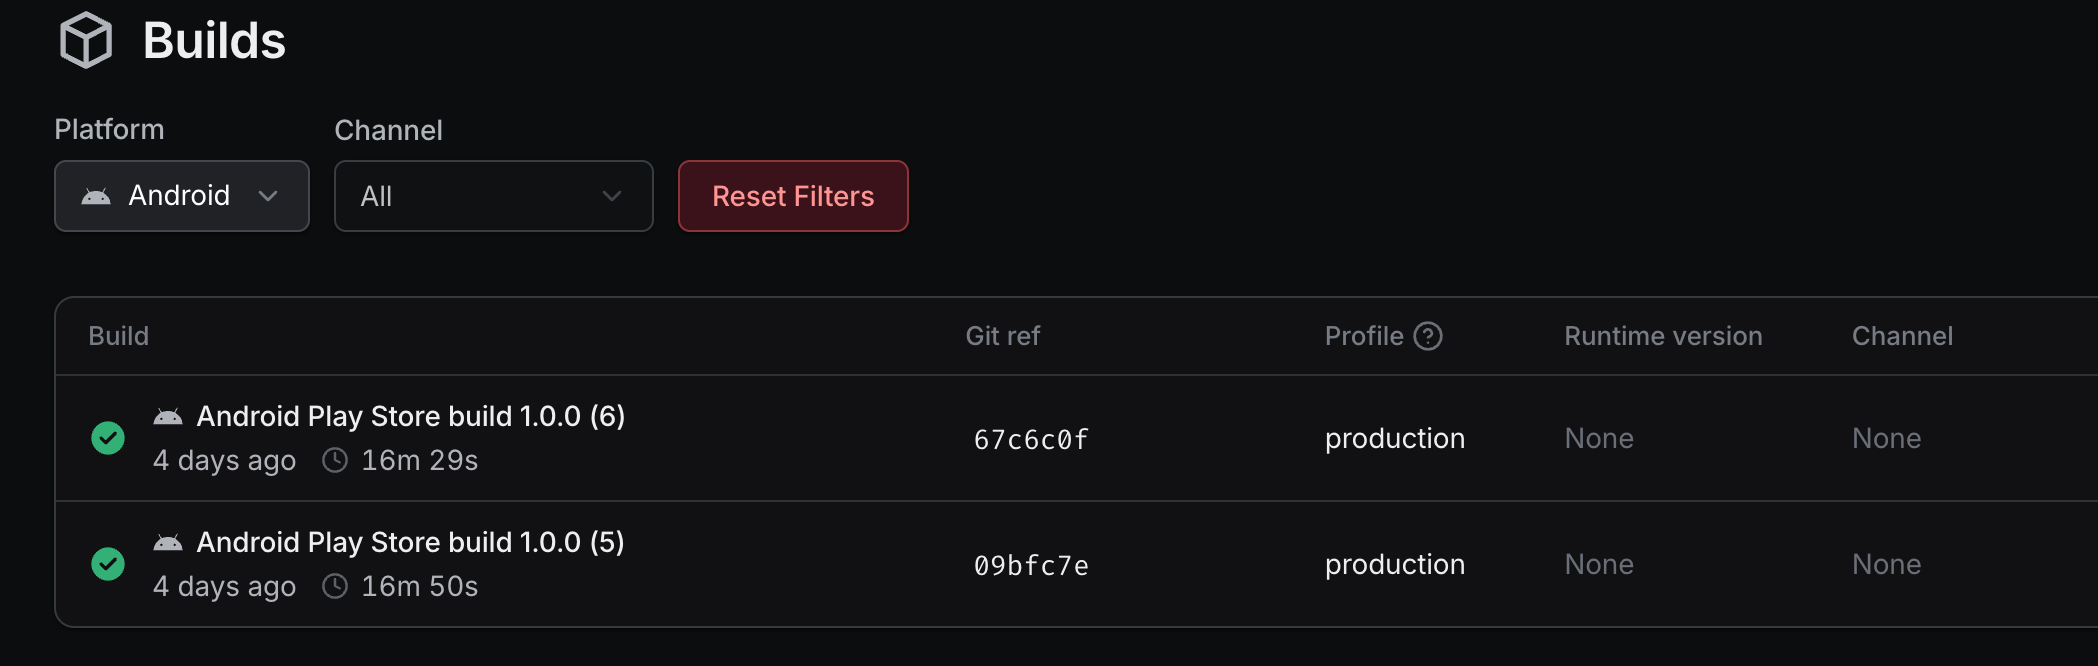 Builds
Platform
Channel
Android
All
Reset Filters
Build
Git ref
Profile
Runtime version
Channel
Android Play Store build 1.0.0 (6)
4 days ago 16m 29s
67c6c0f
production
None
None
Android Play Store build 1.0.0 (5)
4 days ago 16m 50s
09bfc7e
production
None
None